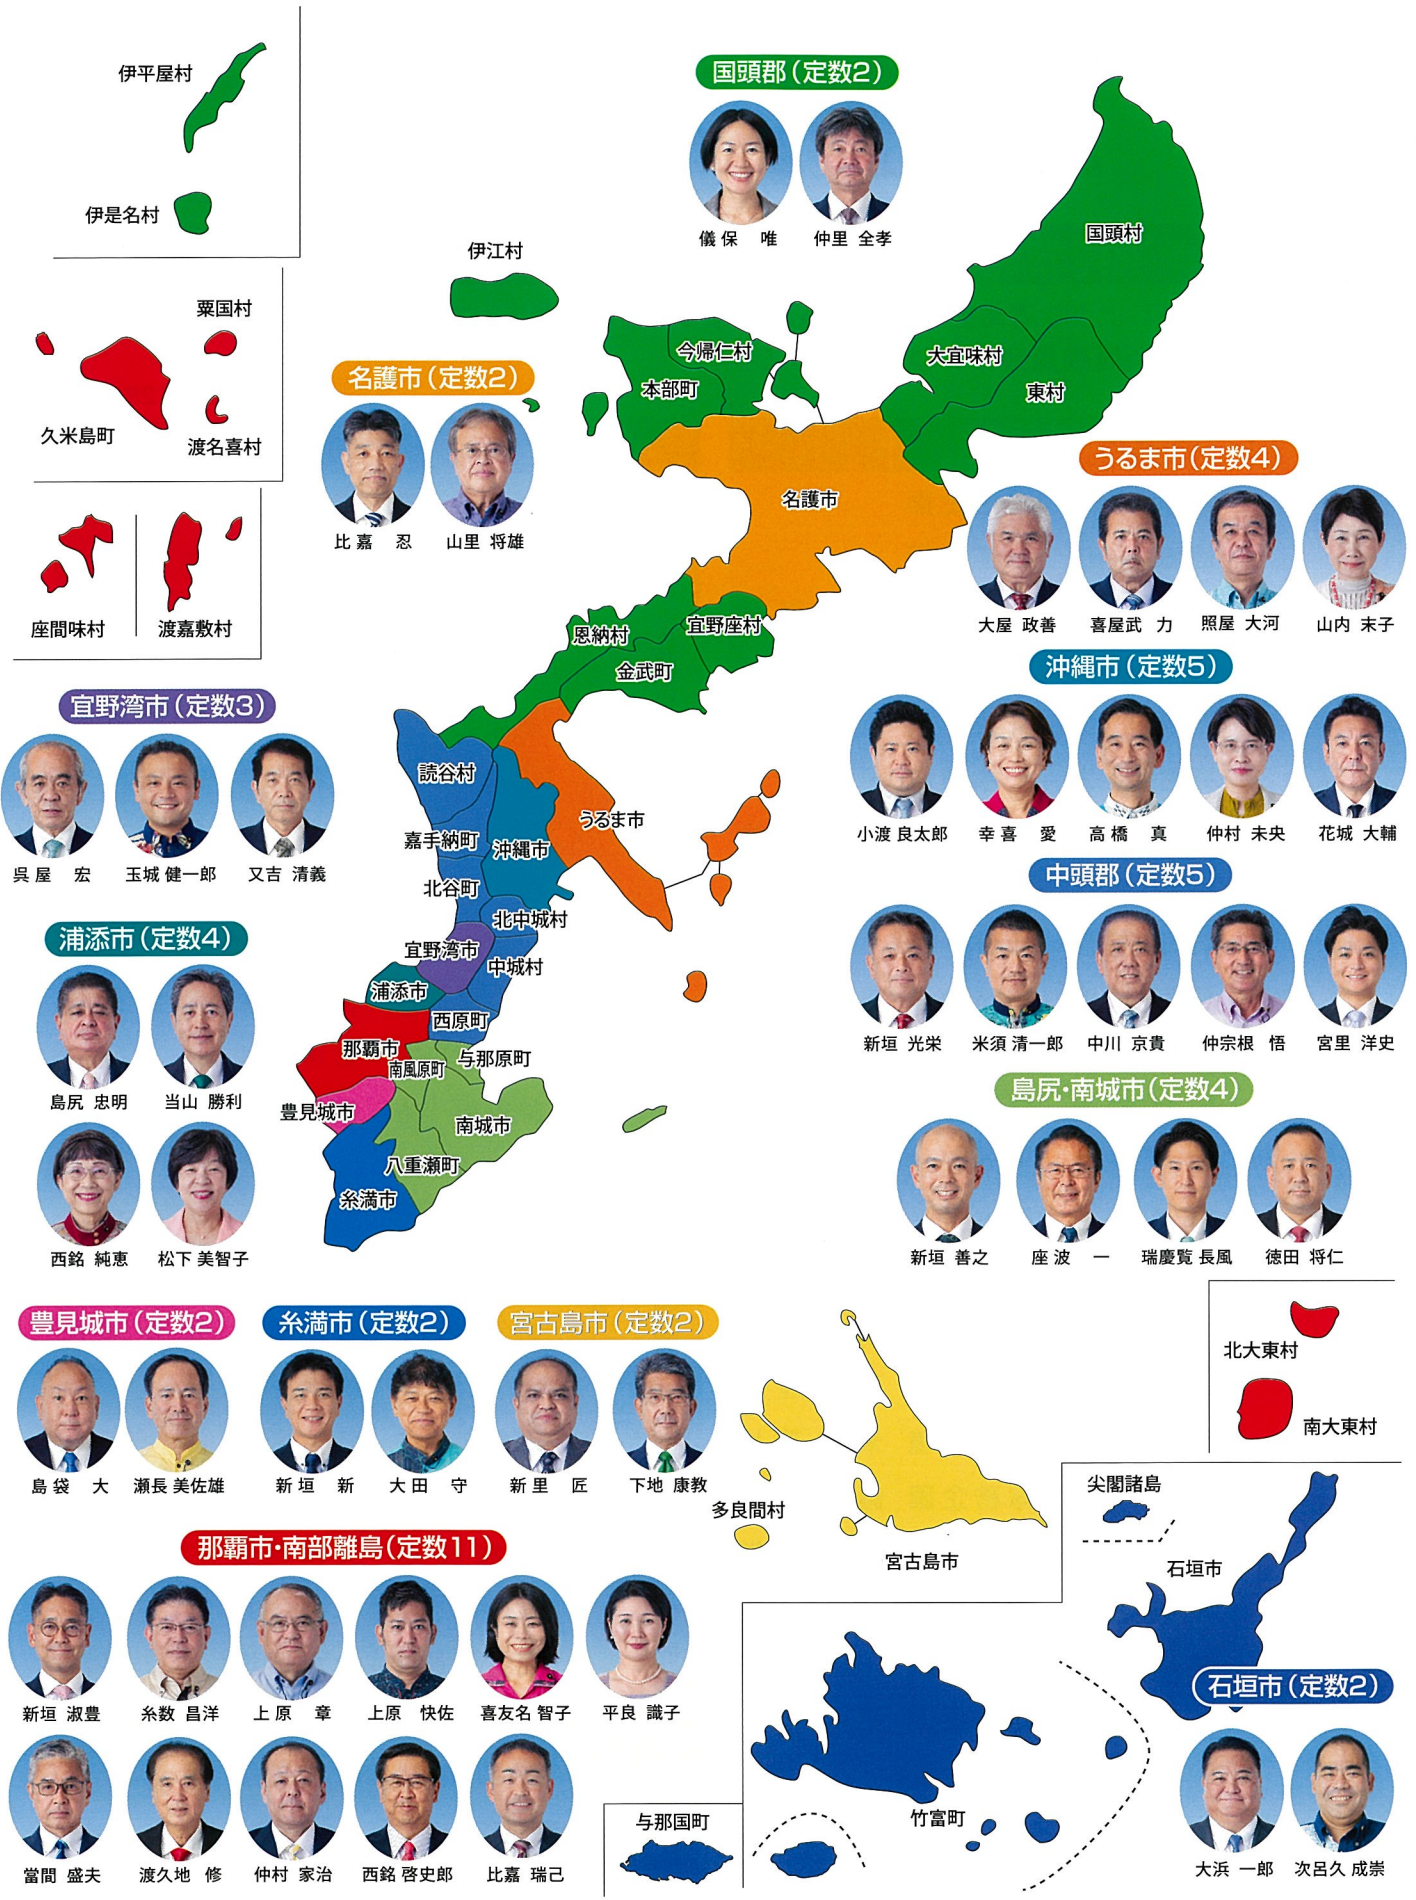 伊平屋村
伊是名村
粟国村
久米島町
渡名喜村
座間味村
渡嘉敷村
国頭郡(定数2)
儀保 唯
仲里 全孝
伊江村
国頭村
大宜味村
東村
今帰仁村
本部町
名護市(定数2)
比嘉 忍
山里 将雄
名護市
うるま市(定数4)
大屋 政善
喜屋武 力
照屋 大河
山内 末子
恩納村
宜野座村
金武町
沖縄市(定数5)
小渡 良太郎
幸喜 愛
高橋 真
仲村 未央
花城 大輔
宜野湾市(定数3)
呉屋 宏
玉城 健一郎
又吉 清義
読谷村
嘉手納町
沖縄市
うるま市
北谷町
北中城村
宜野湾市
中城村
浦添市
西原町
那覇市
南風原町
与那原町
豊見城市
南城市
八重瀬町
糸満市
中頭郡(定数5)
新垣 光栄
米須 清一郎
中川 京貴
仲宗根 悟
宮里 洋史
浦添市(定数4)
島尻 忠明
当山 勝利
西銘 純恵
松下 美智子
島尻・南城市(定数4)
新垣 善之
座波 一
瑞慶覧 長風
徳田 将仁
北大東村
南大東村
豊見城市(定数2)
島袋 大
瀬長 美佐雄
糸満市(定数2)
新垣 新
大田 守
宮古島市(定数2)
新里 匠
下地 康教
多良間村
宮古島市
尖閣諸島
石垣市
那覇市・南部離島(定数11)
新垣 淑豊
糸数 昌洋
上原 章
上原 快佐
喜友名 智子
平良 識子
當間 盛夫
渡久地 修
仲村 家治
西銘 啓史郎
比嘉 瑞己
与那国町
竹富町
石垣市(定数2)
大浜 一郎
次呂久 成崇